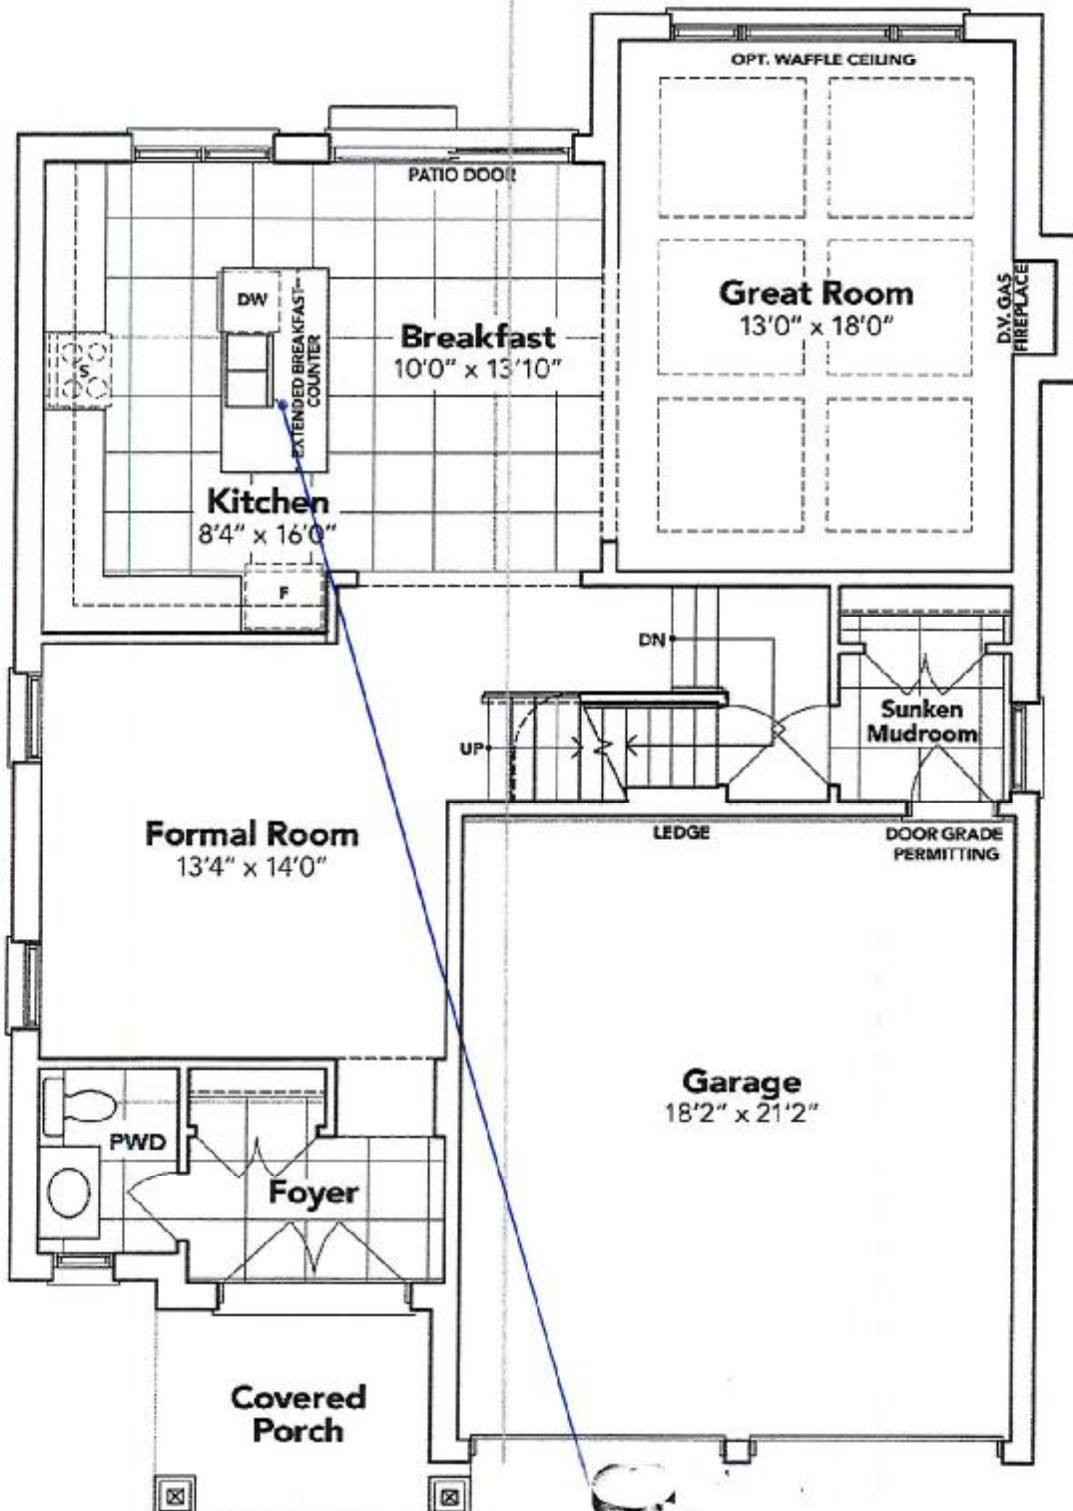 OPT. WAFFLE CEILING
PATIO DOOR
DW
EXTENDED BREAKFAST
COUNTER
Breakfast
10'0" x 13'10"
Great Room
13'0" x 18'0"
D.V. GAS
FIREPLACE
S
Kitchen
8'4" x 16'0"
F
DN
UP
Sunken
Mudroom
Formal Room
13'4" x 14'0"
LEDGE
DOOR GRADE
PERMITTING
Garage
18'2" x 21'2"
PWD
Foyer
Covered
Porch